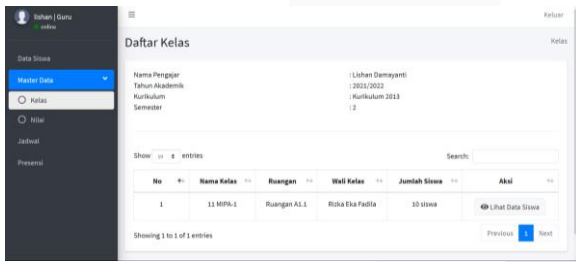 lishan | Guru
online
Keluar
Daftar Kelas
Kelas
Data Siswa
Master Data
Kelas
Nilai
Jadwal
Presensi
Nama Pengajar : Lishan Damayanti
Tahun Akademik : 2021/2022
Kurikulum : Kurikulum 2013
Semester : 2
Show 10 entries Search:
No Nama Kelas Ruangan Wali Kelas Jumlah Siswa Aksi
1 11 MIPA-1 Ruangan A1.1 Rizka Eka Fadila 10 siswa Lihat Data Siswa
Showing 1 to 1 of 1 entries
Previous 1 Next